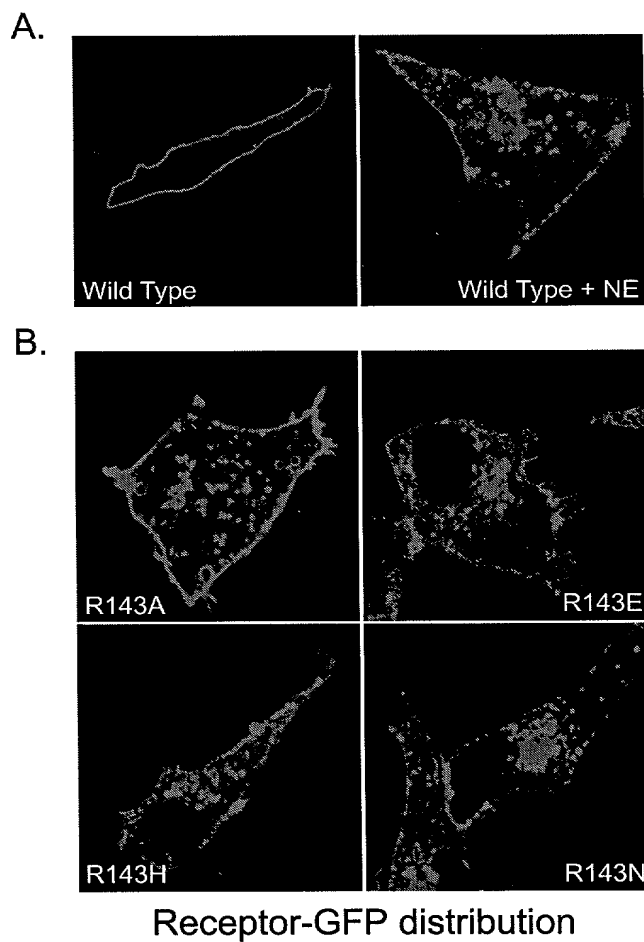 A.
Wild Type
Wild Type + NE
B.
R143A
R143E
R143H
R143N
Receptor-GFP distribution